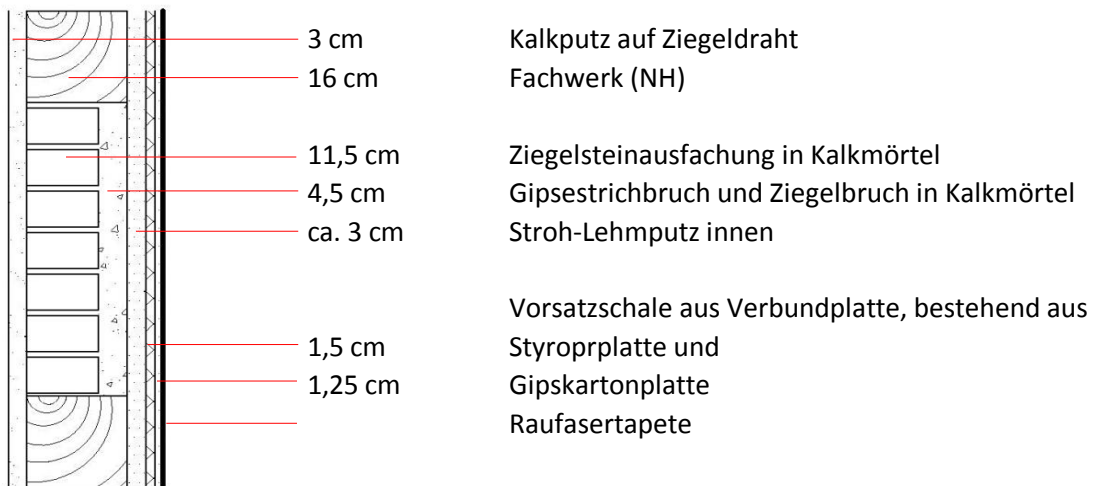 3 cm Kalkputz auf Ziegeldraht
16 cm Fachwerk (NH)
11,5 cm Ziegelsteinausfachung in Kalkmörtel
4,5 cm Gipsestrichbruch und Ziegelbruch in Kalkmörtel
ca. 3 cm Stroh-Lehmputz innen
Vorsatzschale aus Verbundplatte, bestehend aus
1,5 cm Styroprplatte und
1,25 cm Gipskartonplatte
Raufasertapete